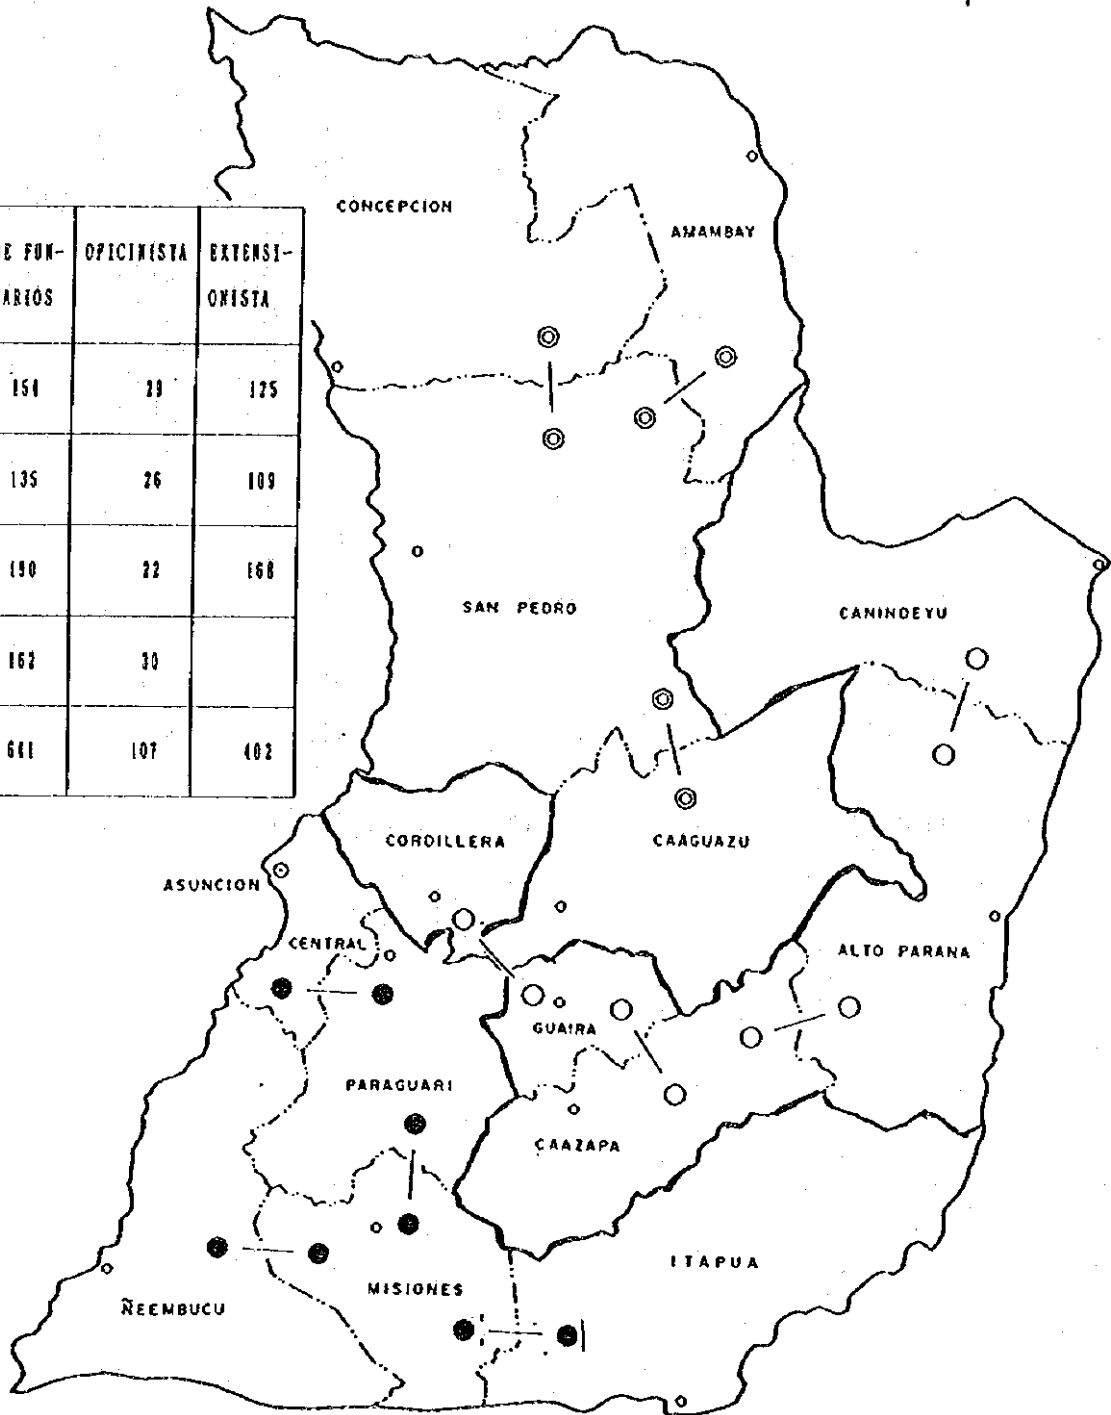 E FUN- OFICINISTA EXTENSI-
ARIOS ONISTA
154 29 125
135 26 109
190 22 168
162 30
641 107 402
CONCEPCION
AMAMBAY
SAN PEDRO
CANINDEYU
CORDILLERA
CAAGUAZU
ASUNCION
CENTRAL
ALTO PARANA
GUAIRA
PARAGUARI
CAAZAPA
ITAPUA
MISIONES
ÑEEMBUCU